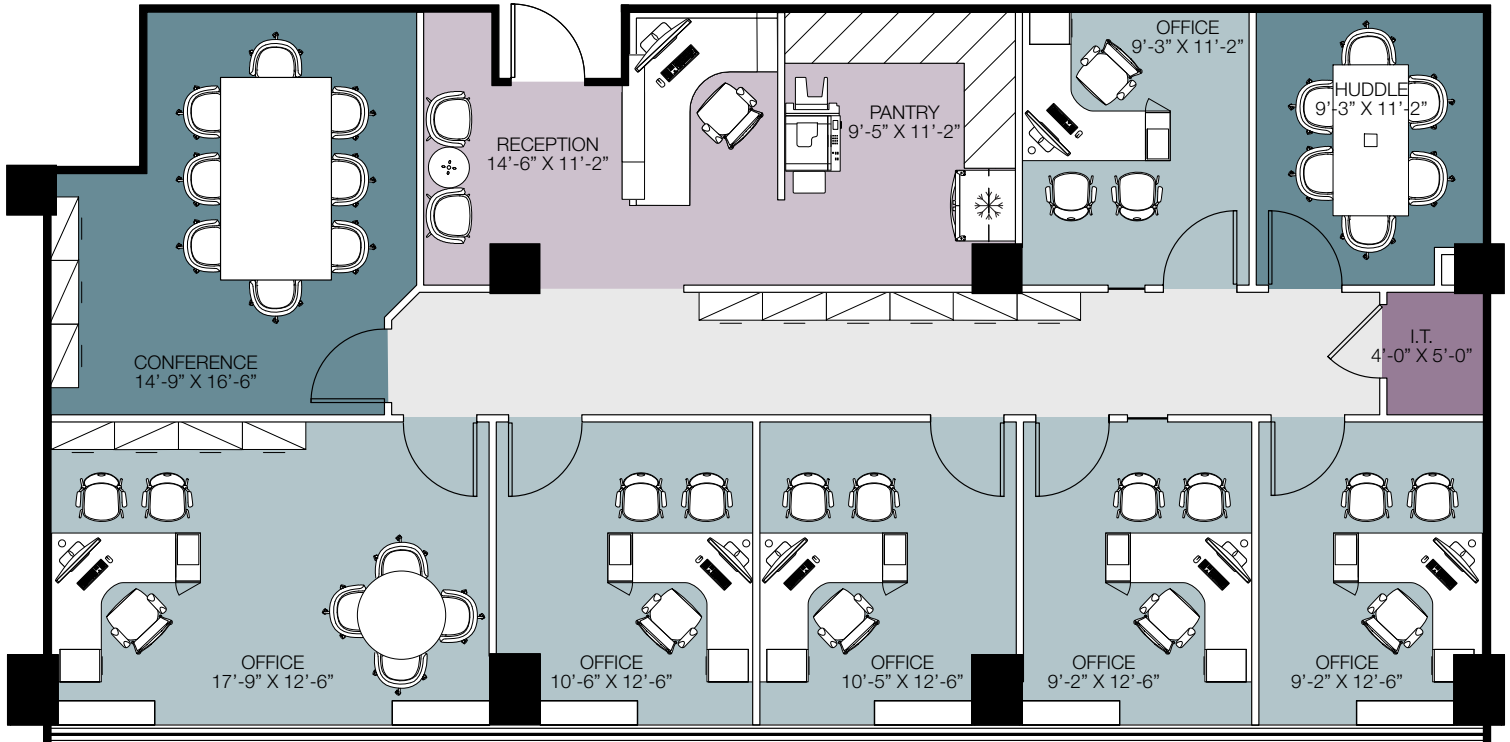 OFFICE
9'-3” X 11'-2”
HUDDLE
9'-3” X 11'-2”
PANTRY
9'-5” X 11'-2”
RECEPTION
14'-6” X 11'-2”
I.T.
4'-0” X 5'-0”
CONFERENCE
14'-9” X 16'-6”
OFFICE
17'-9” X 12'-6”
OFFICE
10'-6” X 12'-6”
OFFICE
10'-5” X 12'-6”
OFFICE
9'-2” X 12'-6”
OFFICE
9'-2” X 12'-6”